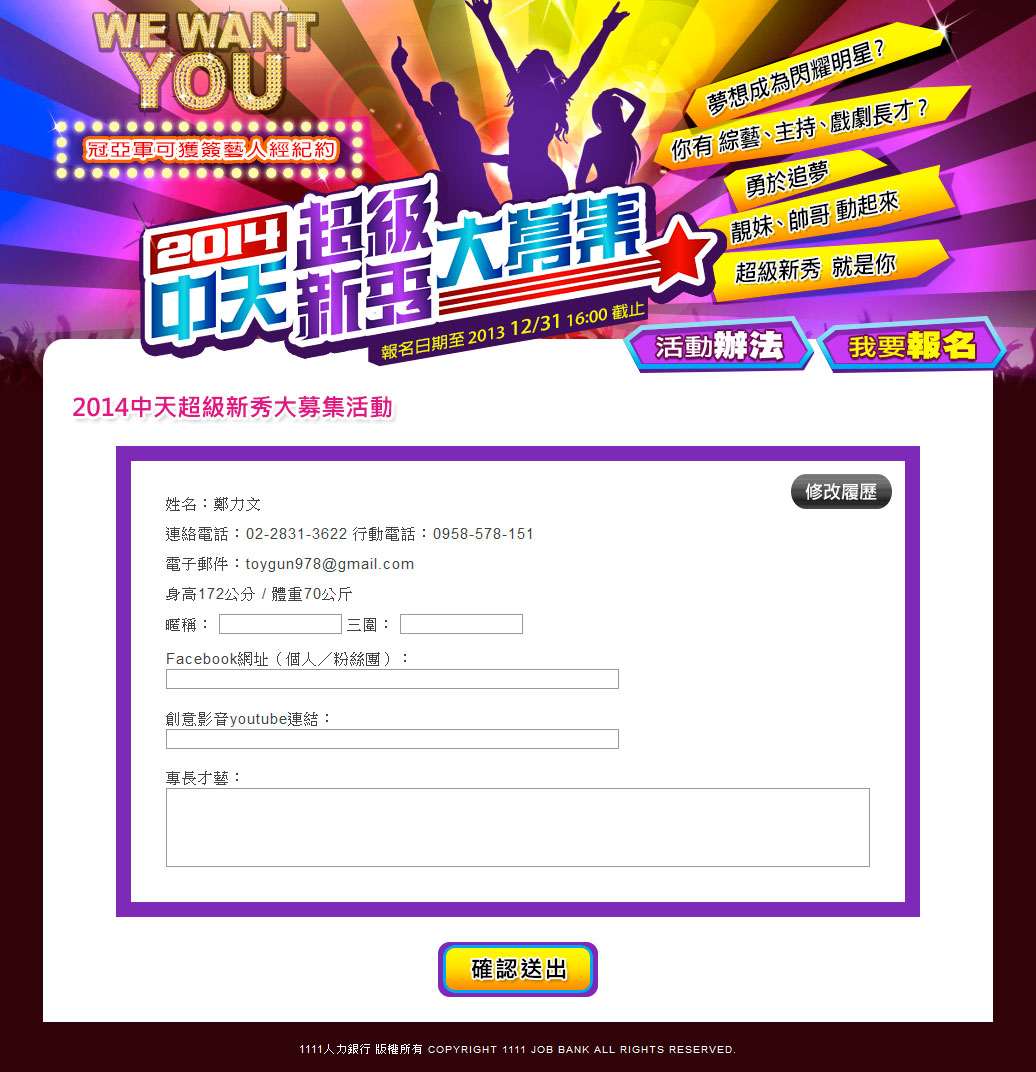 WE WANT
YOU
冠亞軍可獲簽藝人經紀約
夢想成為閃耀明星？
你有 綜藝、主持、戲劇長才？
勇於追夢
靚妹、帥哥 動起來
超級新秀 就是你
2014 超級
中天 新秀 大募集
報名日期至 2013 12/31 16:00 截止
活動辦法
我要報名
2014中天超級新秀大募集活動
修改履歷
姓名：鄭力文
連絡電話：02-2831-3622 行動電話：0958-578-151
電子郵件：toygun978@gmail.com
身高172公分 / 體重70公斤
暱稱： 三圍：
Facebook網址（個人／粉絲團）：
創意影音youtube連結：
專長才藝：
確認送出
1111人力銀行 版權所有 COPYRIGHT 1111 JOB BANK ALL RIGHTS RESERVED.